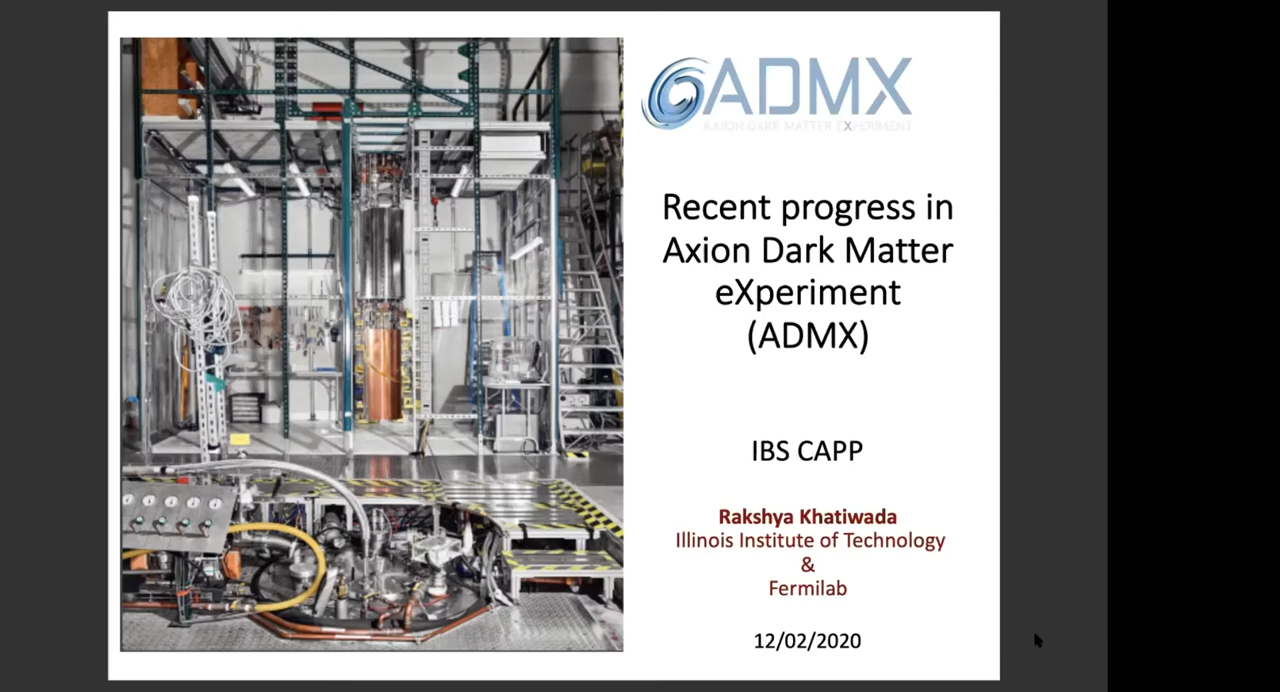 ADMX
AXION DARK MATTER EXPERIMENT
Recent progress in
Axion Dark Matter
eXperiment
(ADMX)
IBS CAPP
Rakshya Khatiwada
Illinois Institute of Technology
&
Fermilab
12/02/2020